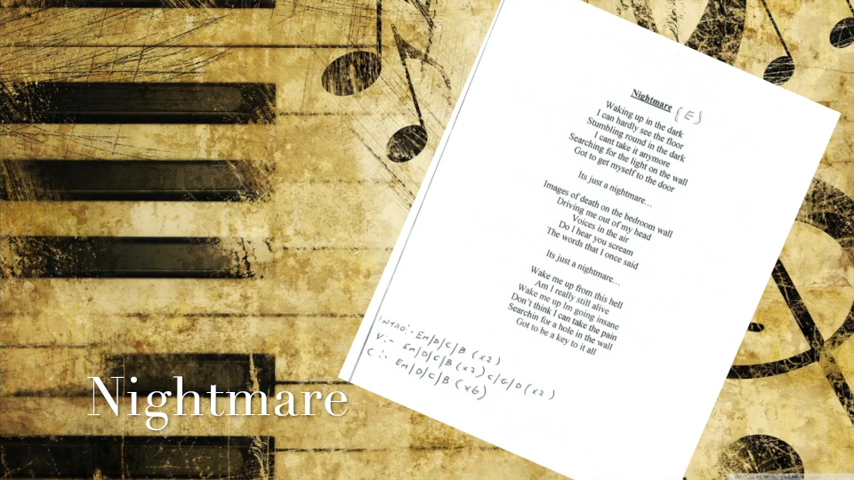 Nightmare (E)
Waking up in the dark
I can hardly see the floor
Stumbling round in the dark
I cant take it anymore
Searching for the light on the wall
Got to get myself to the door
Its just a nightmare...
Images of death on the bedroom wall
Driving me out of my head
Voices in the air
Do I hear you scream
The words that I once said
Its just a nightmare...
Wake me up from this hell
Am I really still alive
Wake me up Im going insane
Don't think I can take the pain
Searchin for a hole in the wall
Got to be a key to it all
INTRO:- Em/D/C/B (x2)
V:- Em/D/C/B (x2) C/G/D (x2)
C:- Em/D/C/B (x6)
Nightmare